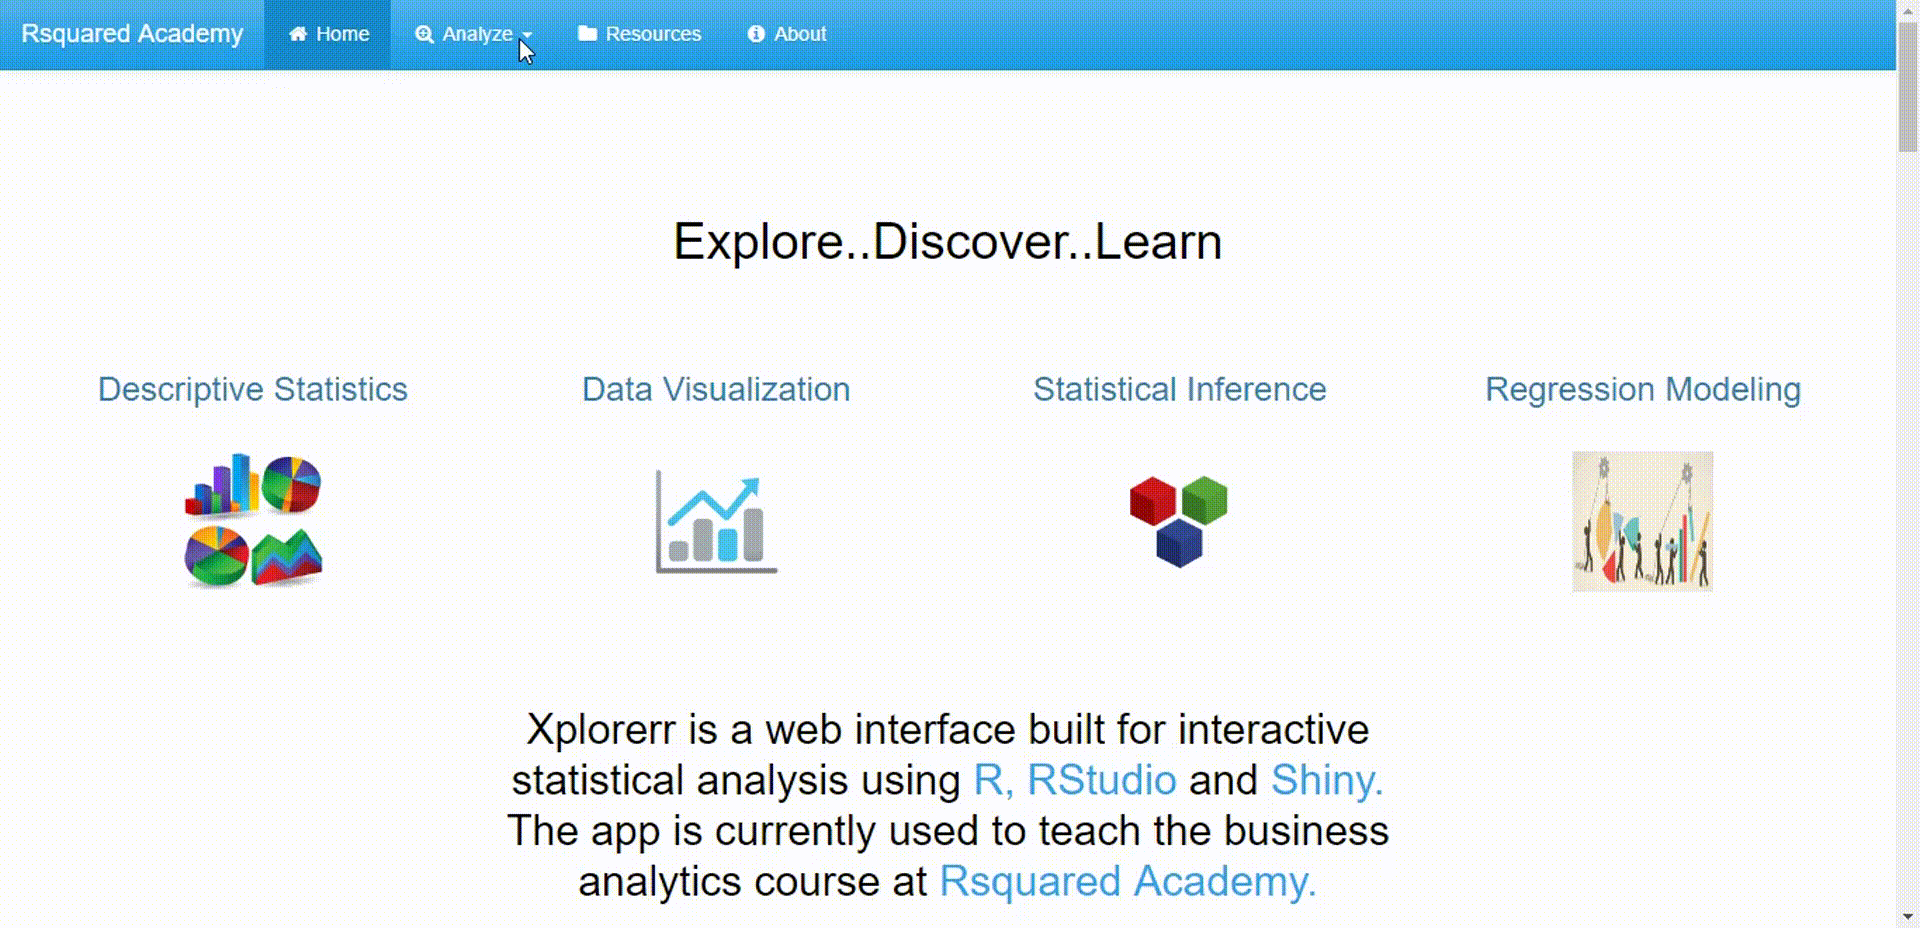 Rsquared Academy Home Analyze Resources About
Explore..Discover..Learn
Descriptive Statistics Data Visualization Statistical Inference Regression Modeling
Xplorerr is a web interface built for interactive
statistical analysis using R, RStudio and Shiny.
The app is currently used to teach the business
analytics course at Rsquared Academy.